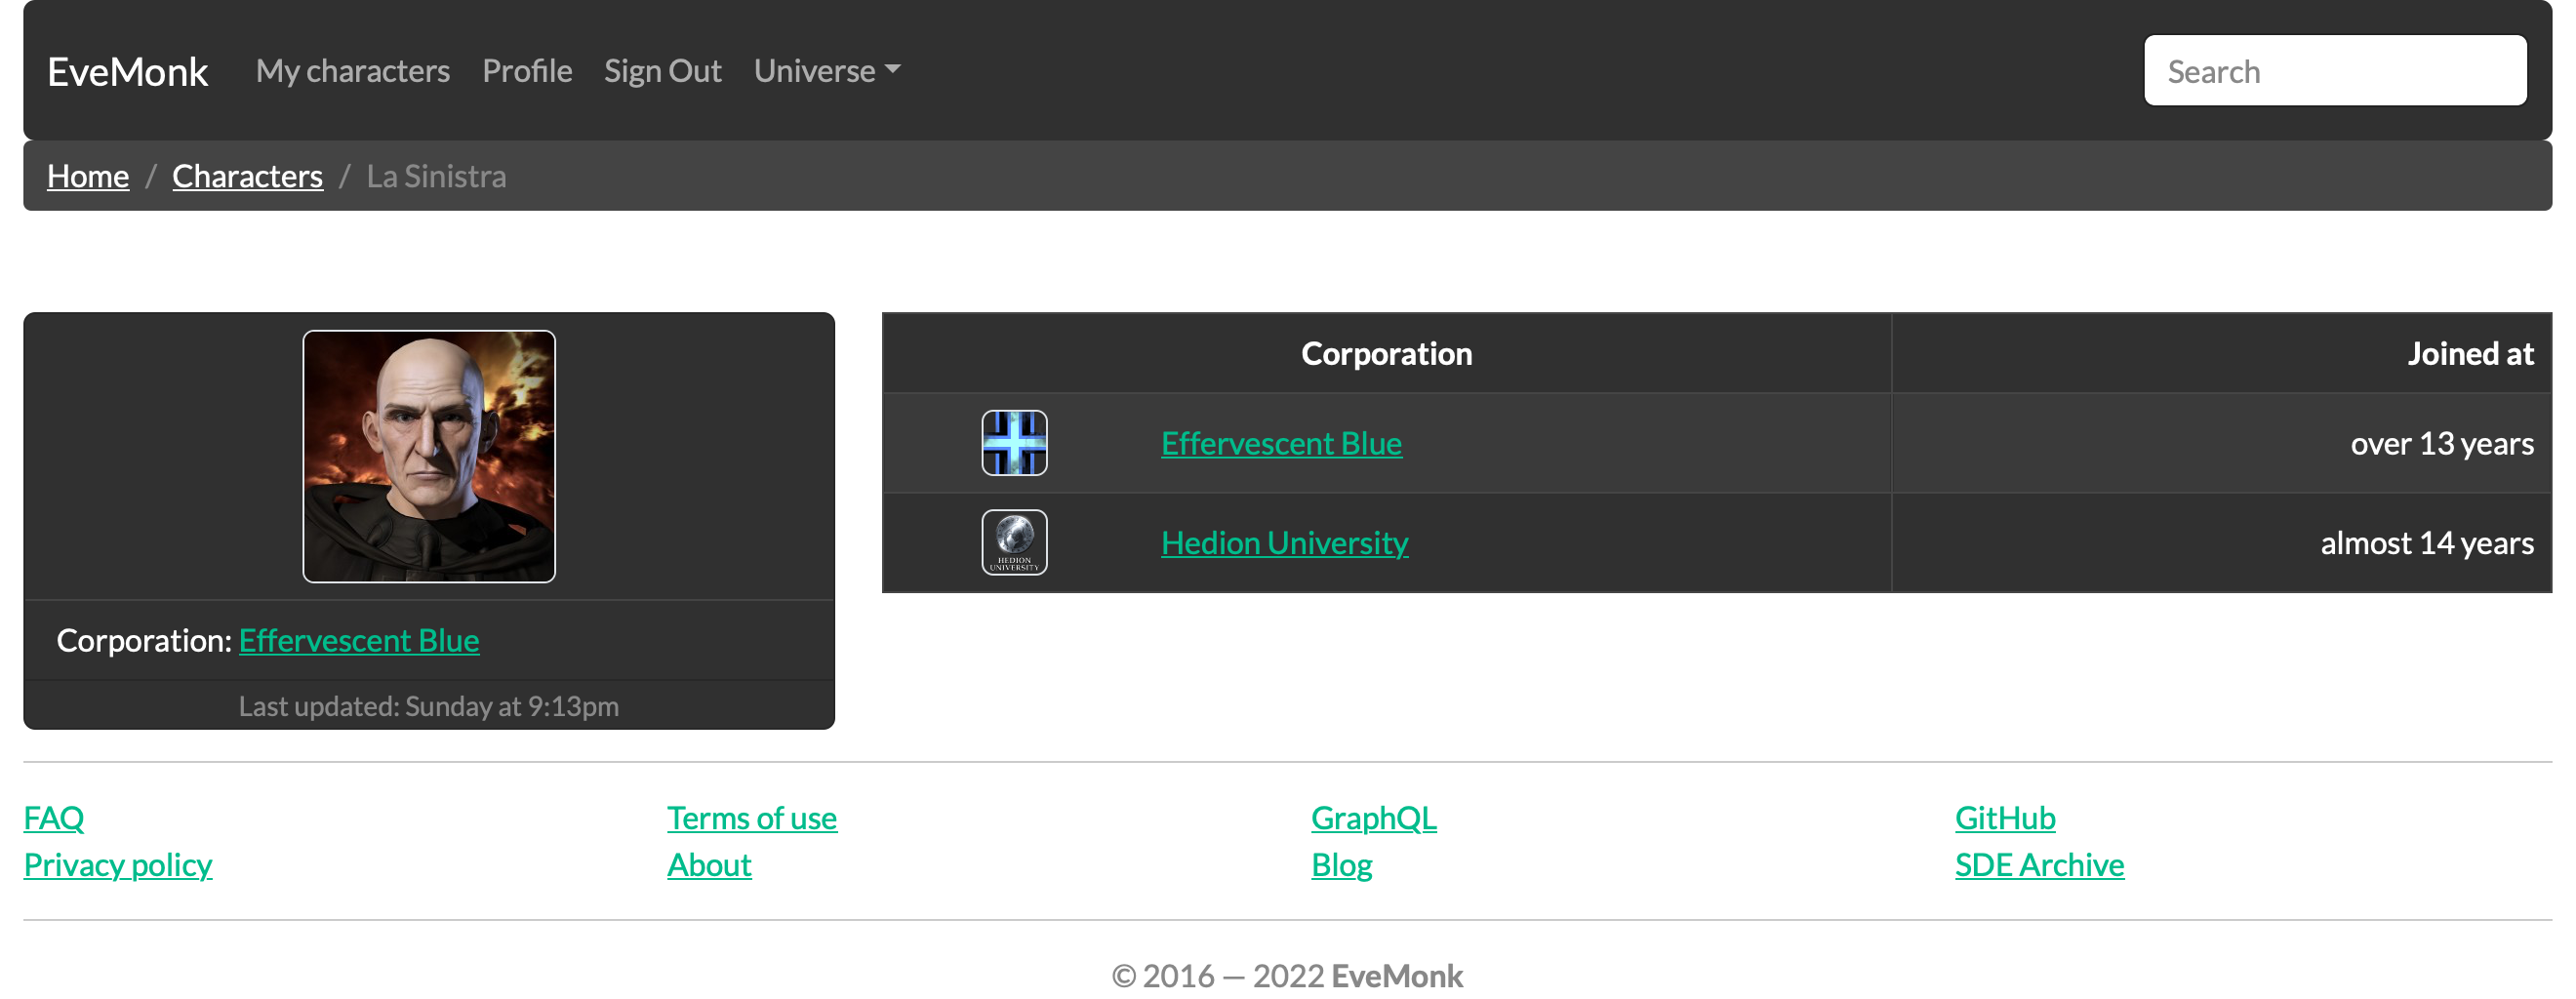 EveMonk My characters Profile Sign Out Universe Search
Home / Characters / La Sinistra
Corporation Joined at
Effervescent Blue over 13 years
HEDION
UNIVERSITY
Hedion University almost 14 years
Corporation: Effervescent Blue
Last updated: Sunday at 9:13pm
FAQ Terms of use GraphQL GitHub
Privacy policy About Blog SDE Archive
© 2016 — 2022 EveMonk